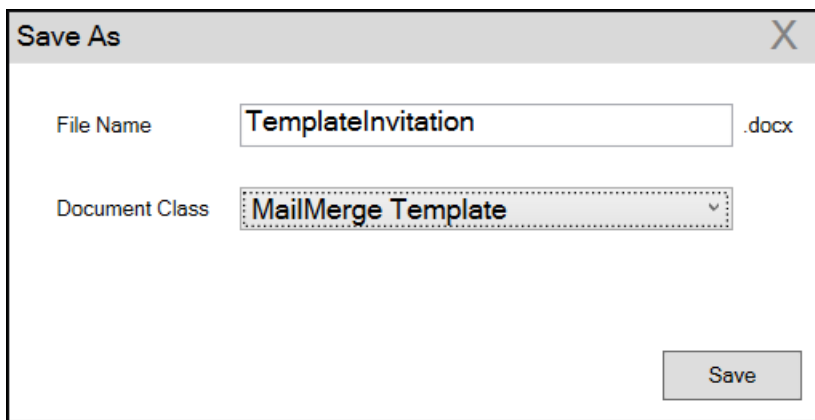 Save As X
File Name TemplateInvitation .docx
Document Class MailMerge Template
Save